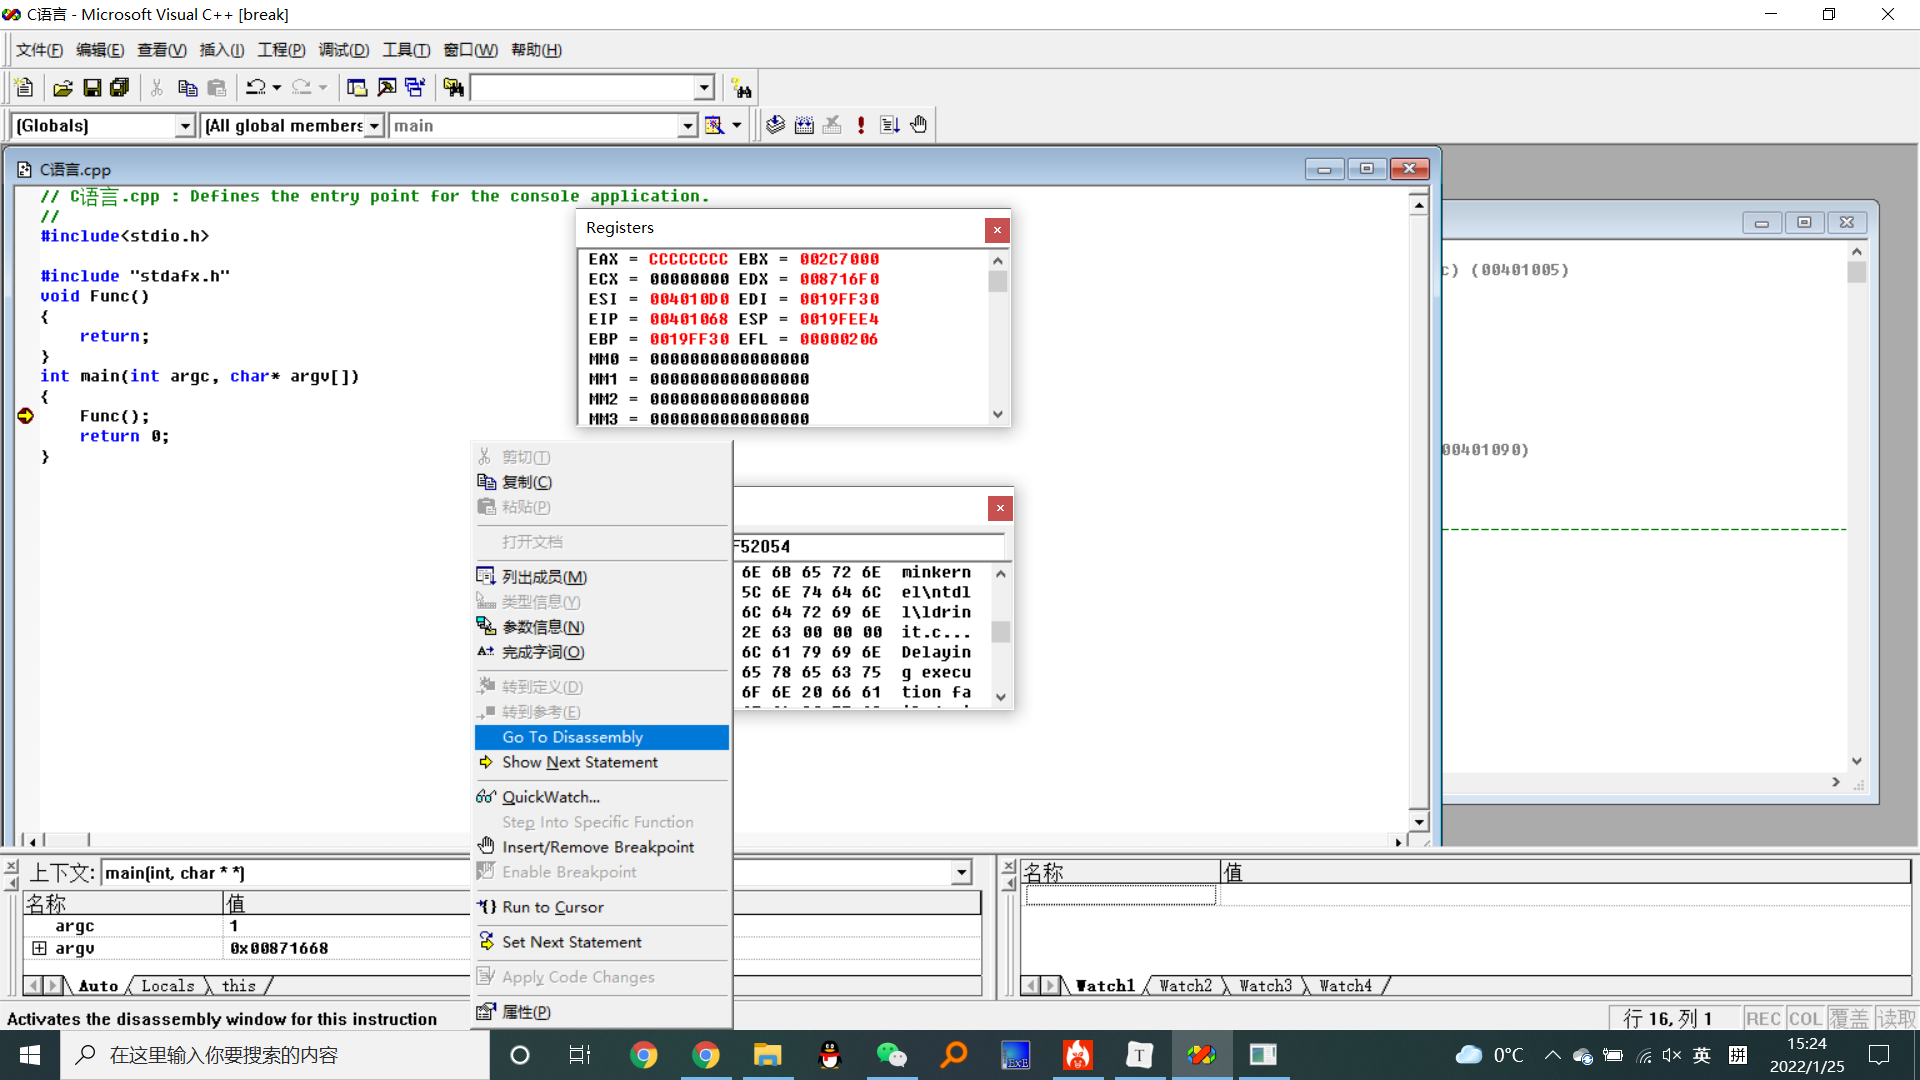 C语言 - Microsoft Visual C++ [break]
文件(F) 编辑(E) 查看(V) 插入(I) 工程(P) 调试(D) 工具(T) 窗口(W) 帮助(H)
(Globals) (All global members main
C语言.cpp
// C语言.cpp : Defines the entry point for the console application.
//
#include<stdio.h>
#include "stdafx.h"
void Func()
{
return;
}
int main(int argc, char* argv[])
{
Func();
return 0;
}
Registers
EAX = CCCCCCCC EBX = 002C7000
ECX = 00000000 EDX = 008716F0
ESI = 004010D0 EDI = 0019FF30
EIP = 00401068 ESP = 0019FEE4
EBP = 0019FF30 EFL = 00000206
MM0 = 0000000000000000
MM1 = 0000000000000000
MM2 = 0000000000000000
MM3 = 0000000000000000
c) (00401005)
00401090)
剪切(T)
复制(C)
粘贴(P)
打开文档
列出成员(M)
类型信息(Y)
参数信息(N)
完成字词(O)
转到定义(D)
转到参考(E)
Go To Disassembly
Show Next Statement
QuickWatch...
Step Into Specific Function
Insert/Remove Breakpoint
Enable Breakpoint
Run to Cursor
Set Next Statement
Apply Code Changes
属性(P)
F52054
6E 6B 65 72 6E minkern
5C 6E 74 64 6C el\ntdl
6C 64 72 69 6E l\ldrin
2E 63 00 00 00 it.c...
6C 61 79 69 6E Delayin
65 78 65 63 75 g execu
6F 6E 20 66 61 tion fa
上下文: main(int, char * *)
名称 值
argc 1
argv 0x00871668
Auto Locals this
名称 值
Watch1 Watch2 Watch3 Watch4
Activates the disassembly window for this instruction
行 16, 列 1 REC COL 覆盖 读取
在这里输入你要搜索的内容
ExE
T
0°C
英
拼
15:24
2022/1/25